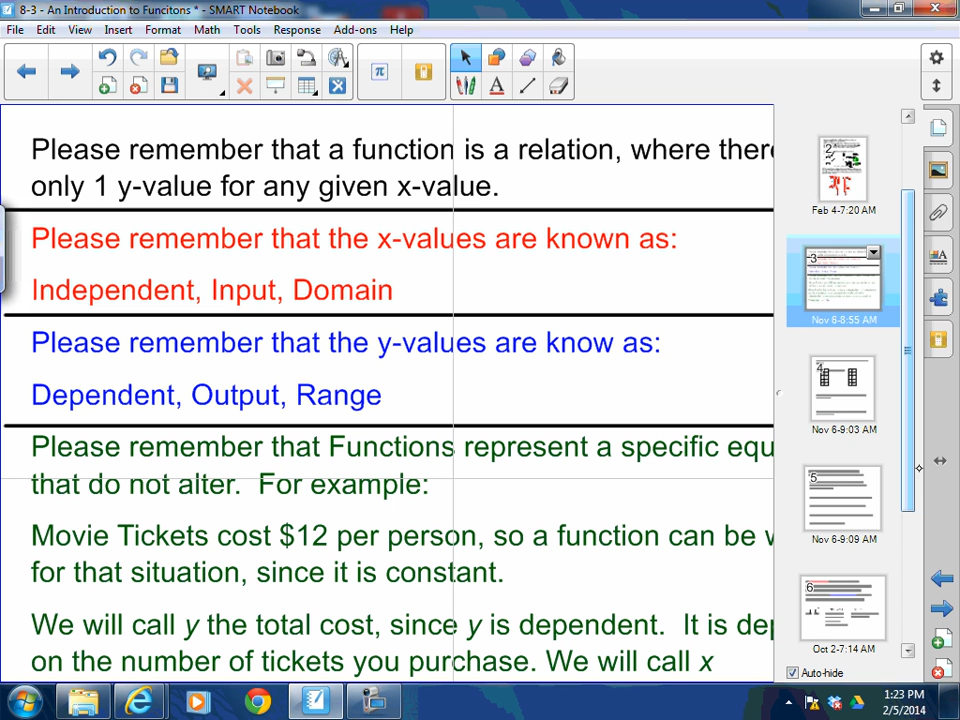 8-3 - An Introduction to Funcitons * - SMART Notebook
File Edit View Insert Format Math Tools Response Add-ons Help
Please remember that a function is a relation, where there
only 1 y-value for any given x-value.
Please remember that the x-values are known as:
Independent, Input, Domain
Please remember that the y-values are know as:
Dependent, Output, Range
Please remember that Functions represent a specific equ
that do not alter. For example:
Movie Tickets cost $12 per person, so a function can be
for that situation, since it is constant.
We will call y the total cost, since y is dependent. It is dep
on the number of tickets you purchase. We will call x
2
Feb 4-7:20 AM
3
Nov 6-8:55 AM
4
Nov 6-9:03 AM
5
Nov 6-9:09 AM
6
Oct 2-7:14 AM
Auto-hide
1:23 PM
2/5/2014